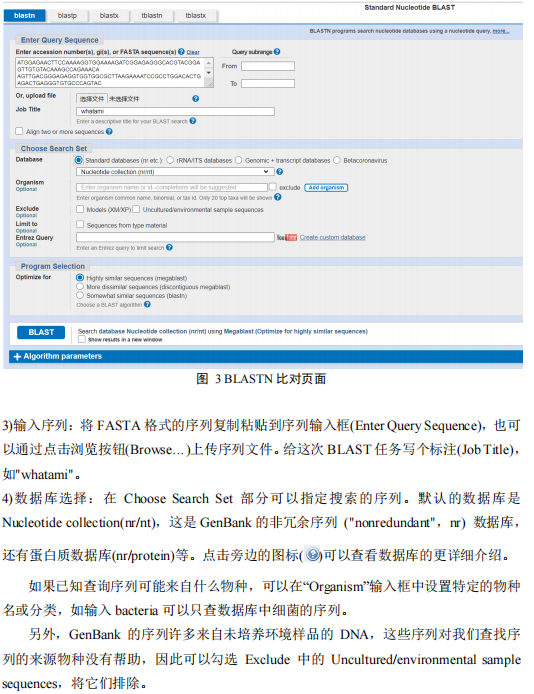 Standard Nucleotide BLAST
blastn blastp blastx tblastn tblastx
BLASTN programs search nucleotide databases using a nucleotide query. more...
Enter Query Sequence
Enter accession number(s), gi(s), or FASTA sequence(s) Clear Query subrange
ATGGAGAACTTCCAAAAGGTGGAAAAGATCGGAGAGGGCACGTACGGA
GTTGTGTACAAAGCCAGAAACA
AGTTGACGGGAGAGGTGGTGGCGCTTAAGAAAATCCGCCTGGACACTG
AGACTGAGGGTGTGCCCAGTAC
From
To
Or, upload file 选择文件 未选择文件
Job Title whatami
Enter a descriptive title for your BLAST search
Align two or more sequences
Choose Search Set
Database Standard databases (nr etc.): rRNA/ITS databases Genomic + transcript databases Betacoronavirus
Nucleotide collection (nr/nt)
Organism
Optional
Enter organism name or id--completions will be suggested exclude Add organism
Enter organism common name, binomial, or tax id. Only 20 top taxa will be shown
Exclude
Optional
Models (XM/XP) Uncultured/environmental sample sequences
Limit to
Optional
Sequences from type material
Entrez Query
Optional
Create custom database
Enter an Entrez query to limit search
Program Selection
Optimize for Highly similar sequences (megablast)
More dissimilar sequences (discontiguous megablast)
Somewhat similar sequences (blastn)
Choose a BLAST algorithm
BLAST Search database Nucleotide collection (nr/nt) using Megablast (Optimize for highly similar sequences)
Show results in a new window
+ Algorithm parameters
图 3 BLASTN 比对页面
3)输入序列：将 FASTA 格式的序列复制粘贴到序列输入框(Enter Query Sequence)，也可
以通过点击浏览按钮(Browse…)上传序列文件。给这次 BLAST 任务写个标注(Job Title)，
如"whatami"。
4)数据库选择：在 Choose Search Set 部分可以指定搜索的序列。默认的数据库是
Nucleotide collection(nr/nt)，这是 GenBank 的非冗余序列 ("nonredundant"，nr) 数据库，
还有蛋白质数据库(nr/protein)等。点击旁边的图标(?)可以查看数据库的更详细介绍。
如果已知查询序列可能来自什么物种，可以在“Organism”输入框中设置特定的物种
名或分类，如输入 bacteria 可以只查数据库中细菌的序列。
另外，GenBank 的序列许多来自未培养环境样品的 DNA，这些序列对我们查找序
列的来源物种没有帮助，因此可以勾选 Exclude 中的 Uncultured/environmental sample
sequences，将它们排除。